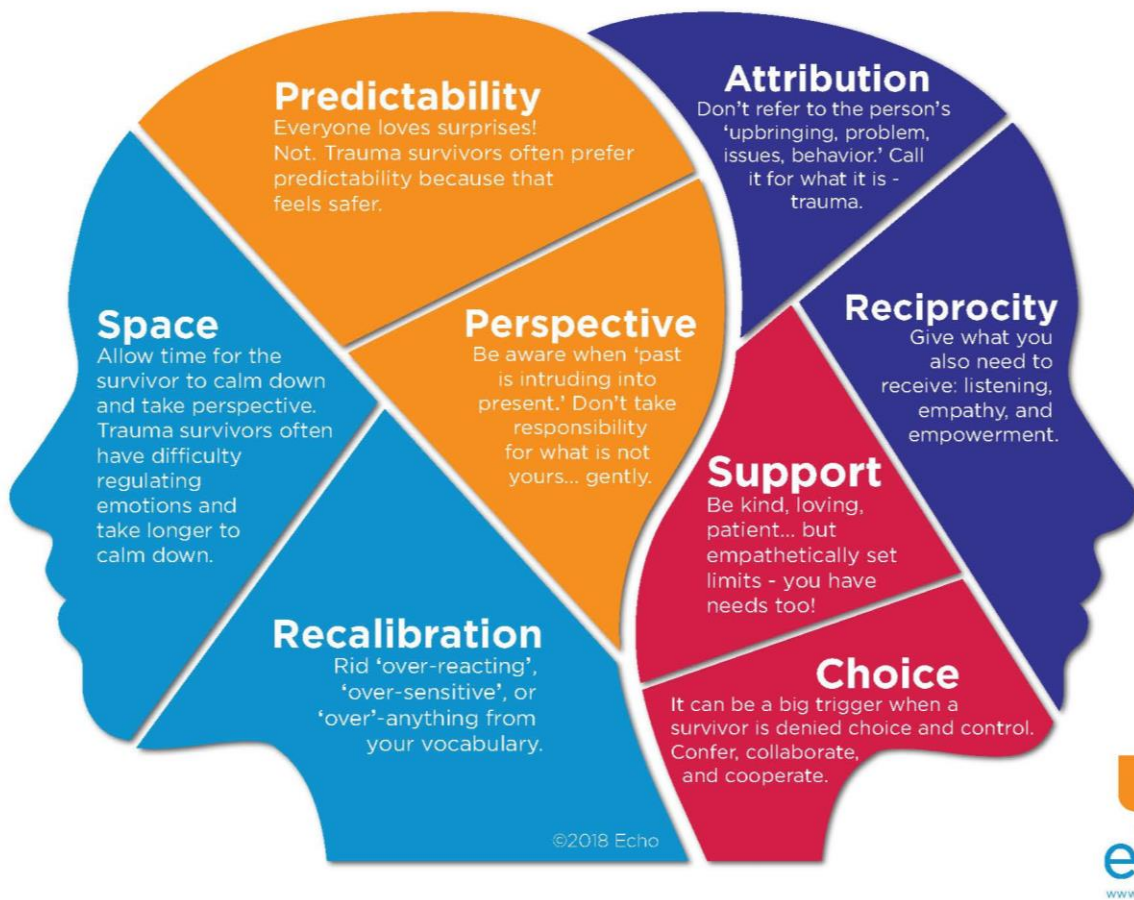 Predictability
Everyone loves surprises!
Not. Trauma survivors often prefer
predictability because that
feels safer.
Attribution
Don't refer to the person's
'upbringing, problem,
issues, behavior.' Call
it for what it is -
trauma.
Space
Allow time for the
survivor to calm down
and take perspective.
Trauma survivors often
have difficulty
regulating
emotions and
take longer to
calm down.
Perspective
Be aware when 'past
is intruding into
present.' Don't take
responsibility
for what is not
yours... gently.
Reciprocity
Give what you
also need to
receive: listening,
empathy, and
empowerment.
Support
Be kind, loving,
patient... but
empathetically set
limits - you have
needs too!
Recalibration
Rid 'over-reacting',
'over-sensitive', or
'over'-anything from
your vocabulary.
Choice
It can be a big trigger when a
survivor is denied choice and control.
Confer, collaborate,
and cooperate.
©2018 Echo
e
www